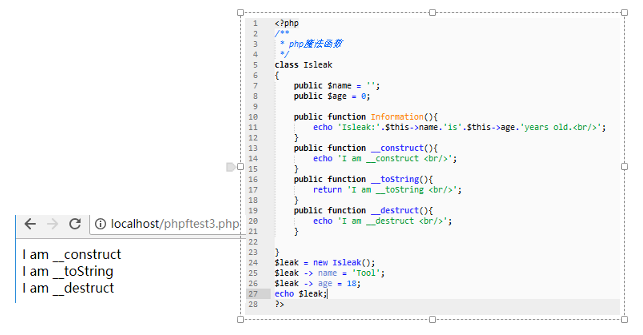 localhost/phpftest3.php
I am __construct
I am __toString
I am __destruct
1 <?php
2 /**
3 * php魔法函数
4 */
5 class Isleak
6 {
7 public $name = '';
8 public $age = 0;
9
10 public function Information(){
11 echo 'Isleak:'.$this->name.'is'.$this->age.'years old.<br/>';
12 }
13 public function __construct(){
14 echo 'I am __construct <br/>';
15 }
16 public function __toString(){
17 return 'I am __toString <br/>';
18 }
19 public function __destruct(){
20 echo 'I am __destruct <br/>';
21 }
22
23 }
24 $leak = new Isleak();
25 $leak -> name = 'Tool';
26 $leak -> age = 18;
27 echo $leak;
28 ?>